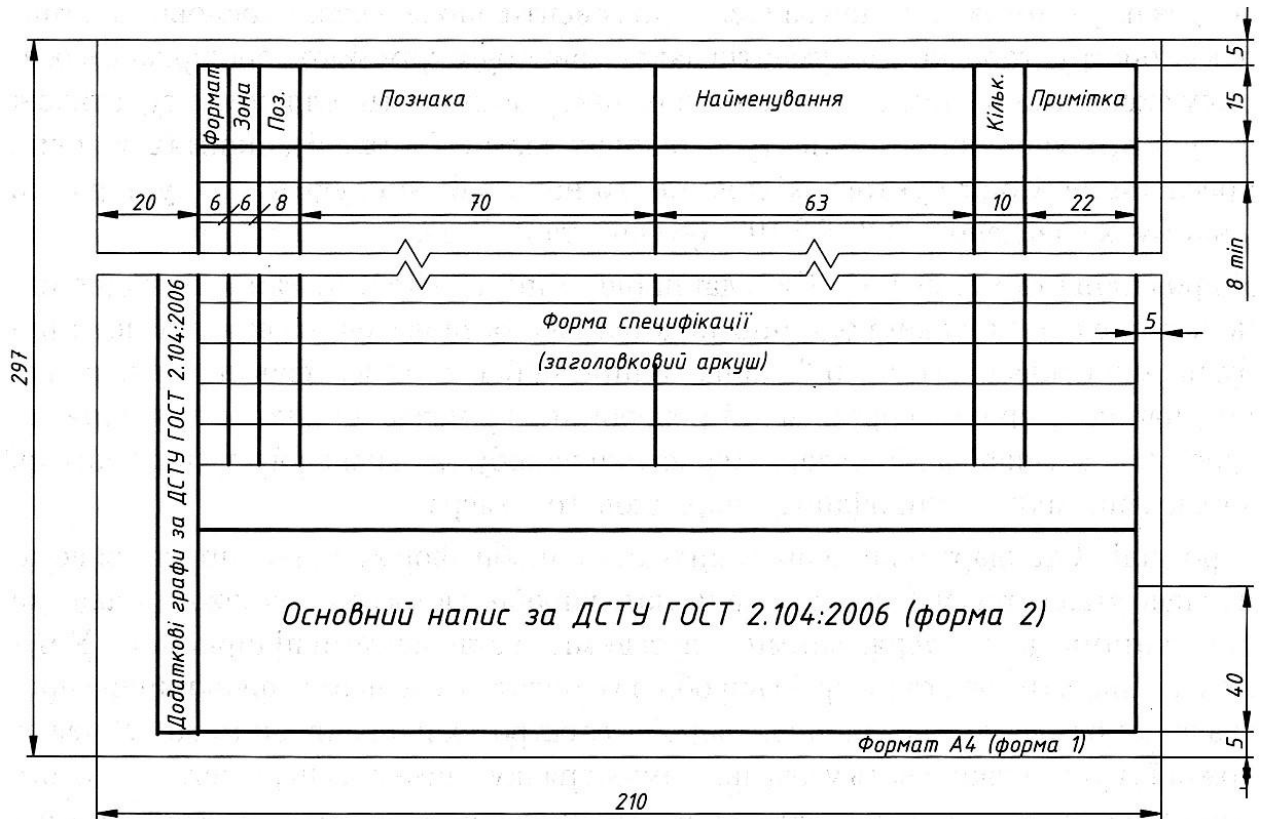 5
Формат
Зона
Поз.
Познака
Найменування
Кільк.
Примітка
15
20
6
6
8
70
63
10
22
8 min
Форма специфікації
(заголовковий аркуш)
5
297
Додаткові графи за ДСТУ ГОСТ 2.104:2006
Основний напис за ДСТУ ГОСТ 2.104:2006 (форма 2)
40
Формат А4 (форма 1)
5
210